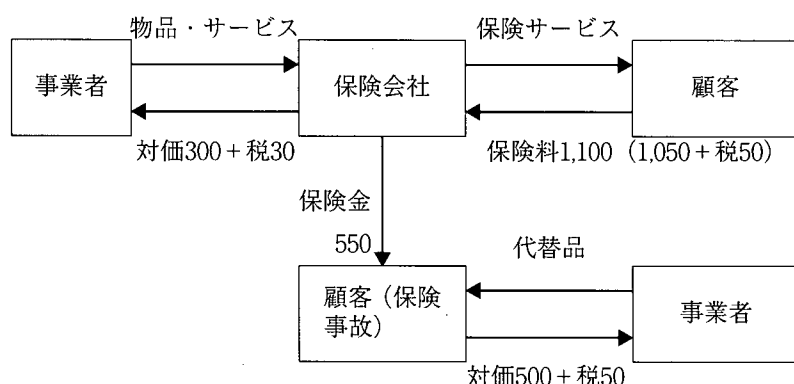 物品・サービス
保険サービス
事業者
保険会社
顧客
対価300+税30
保険料1,100（1,050+税50）
保険金
550
代替品
顧客（保険
事故）
事業者
対価500+税50